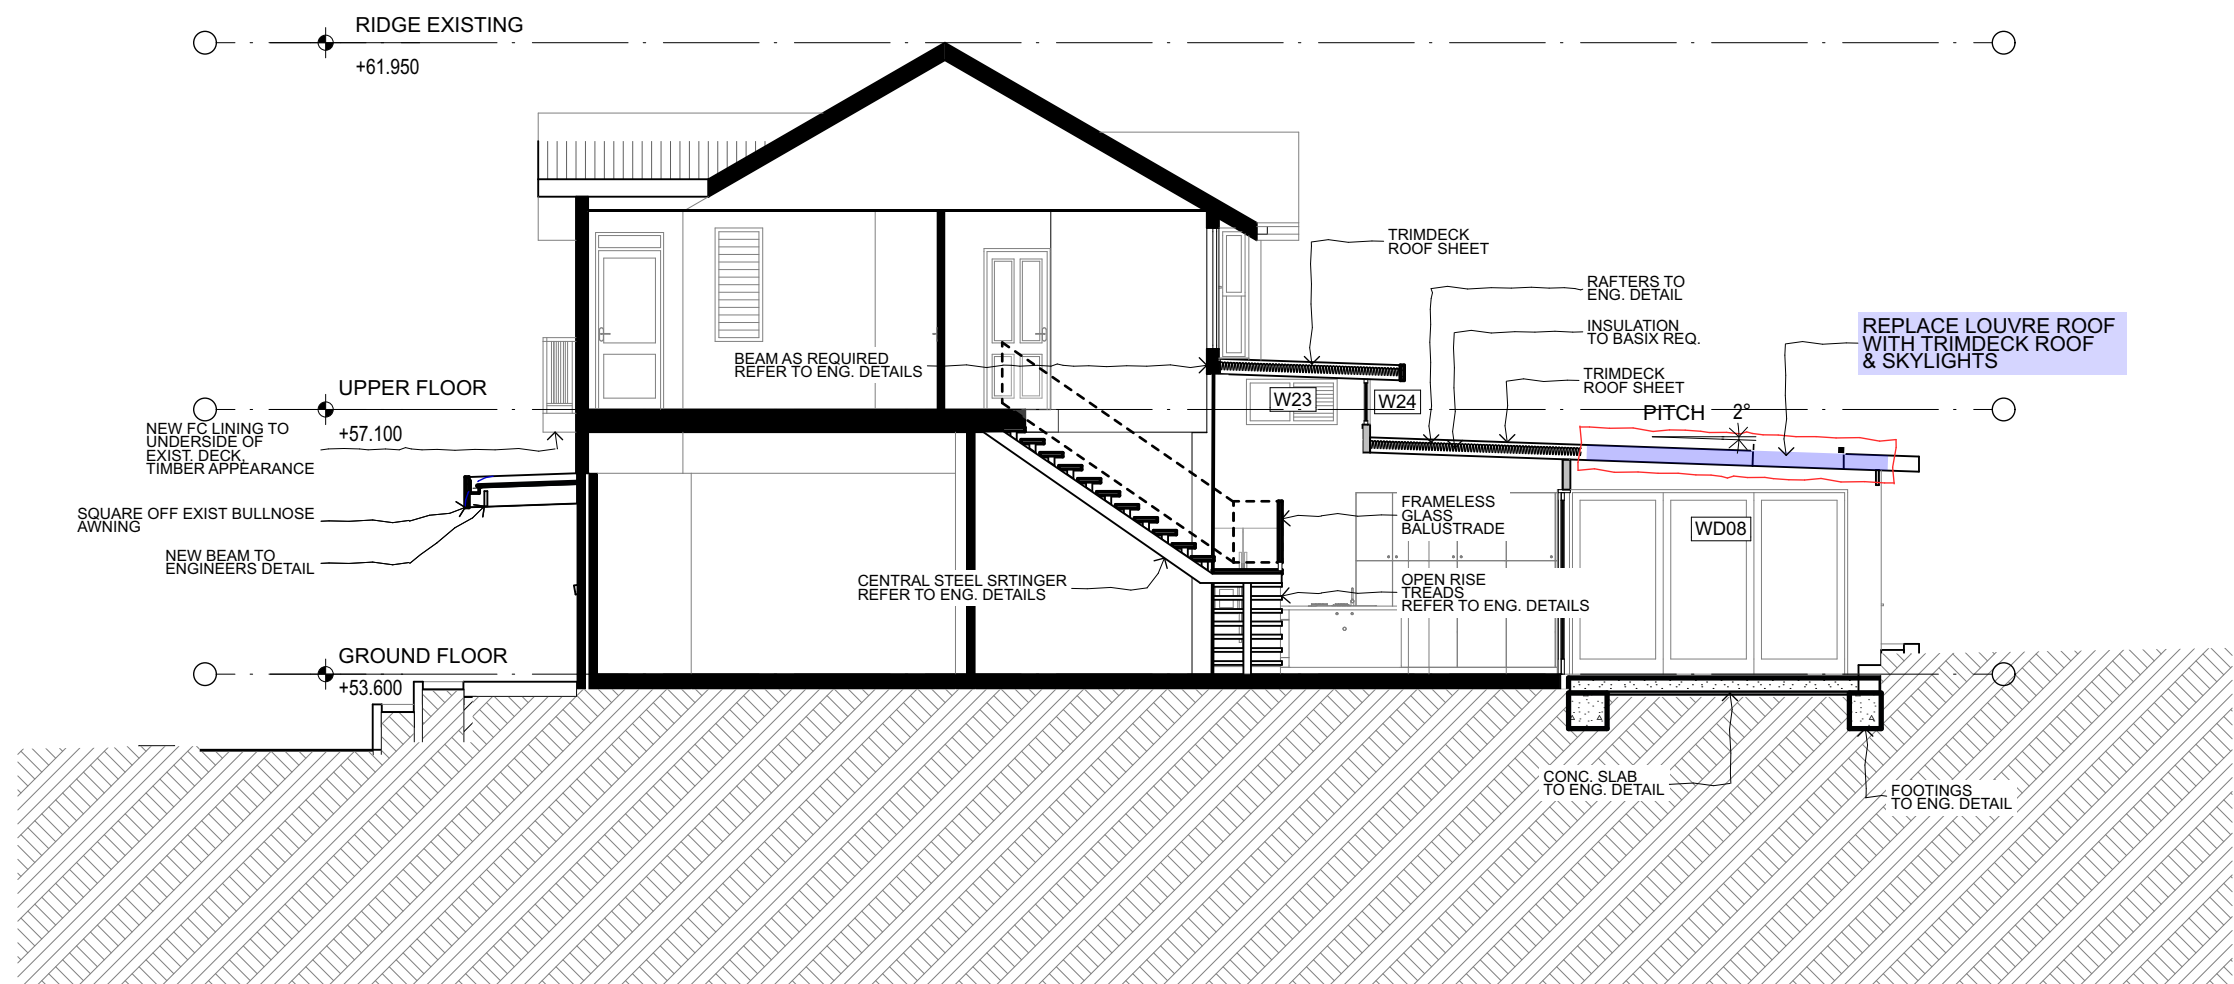 RIDGE EXISTING
+61.950
TRIMDECK
ROOF SHEET
RAFTERS TO
ENG. DETAIL
INSULATION
TO BASIX REQ.
REPLACE LOUVRE ROOF
WITH TRIMDECK ROOF
& SKYLIGHTS
BEAM AS REQUIRED
REFER TO ENG. DETAILS
TRIMDECK
ROOF SHEET
UPPER FLOOR
+57.100
W23
W24
PITCH 2°
NEW FC LINING TO
UNDERSIDE OF
EXIST. DECK,
TIMBER APPEARANCE
SQUARE OFF EXIST BULLNOSE
AWNING
NEW BEAM TO
ENGINEERS DETAIL
FRAMELESS
GLASS
BALUSTRADE
WD08
CENTRAL STEEL SRTINGER
REFER TO ENG. DETAILS
OPEN RISE
TREADS
REFER TO ENG. DETAILS
GROUND FLOOR
+53.600
CONC. SLAB
TO ENG. DETAIL
FOOTINGS
TO ENG. DETAIL